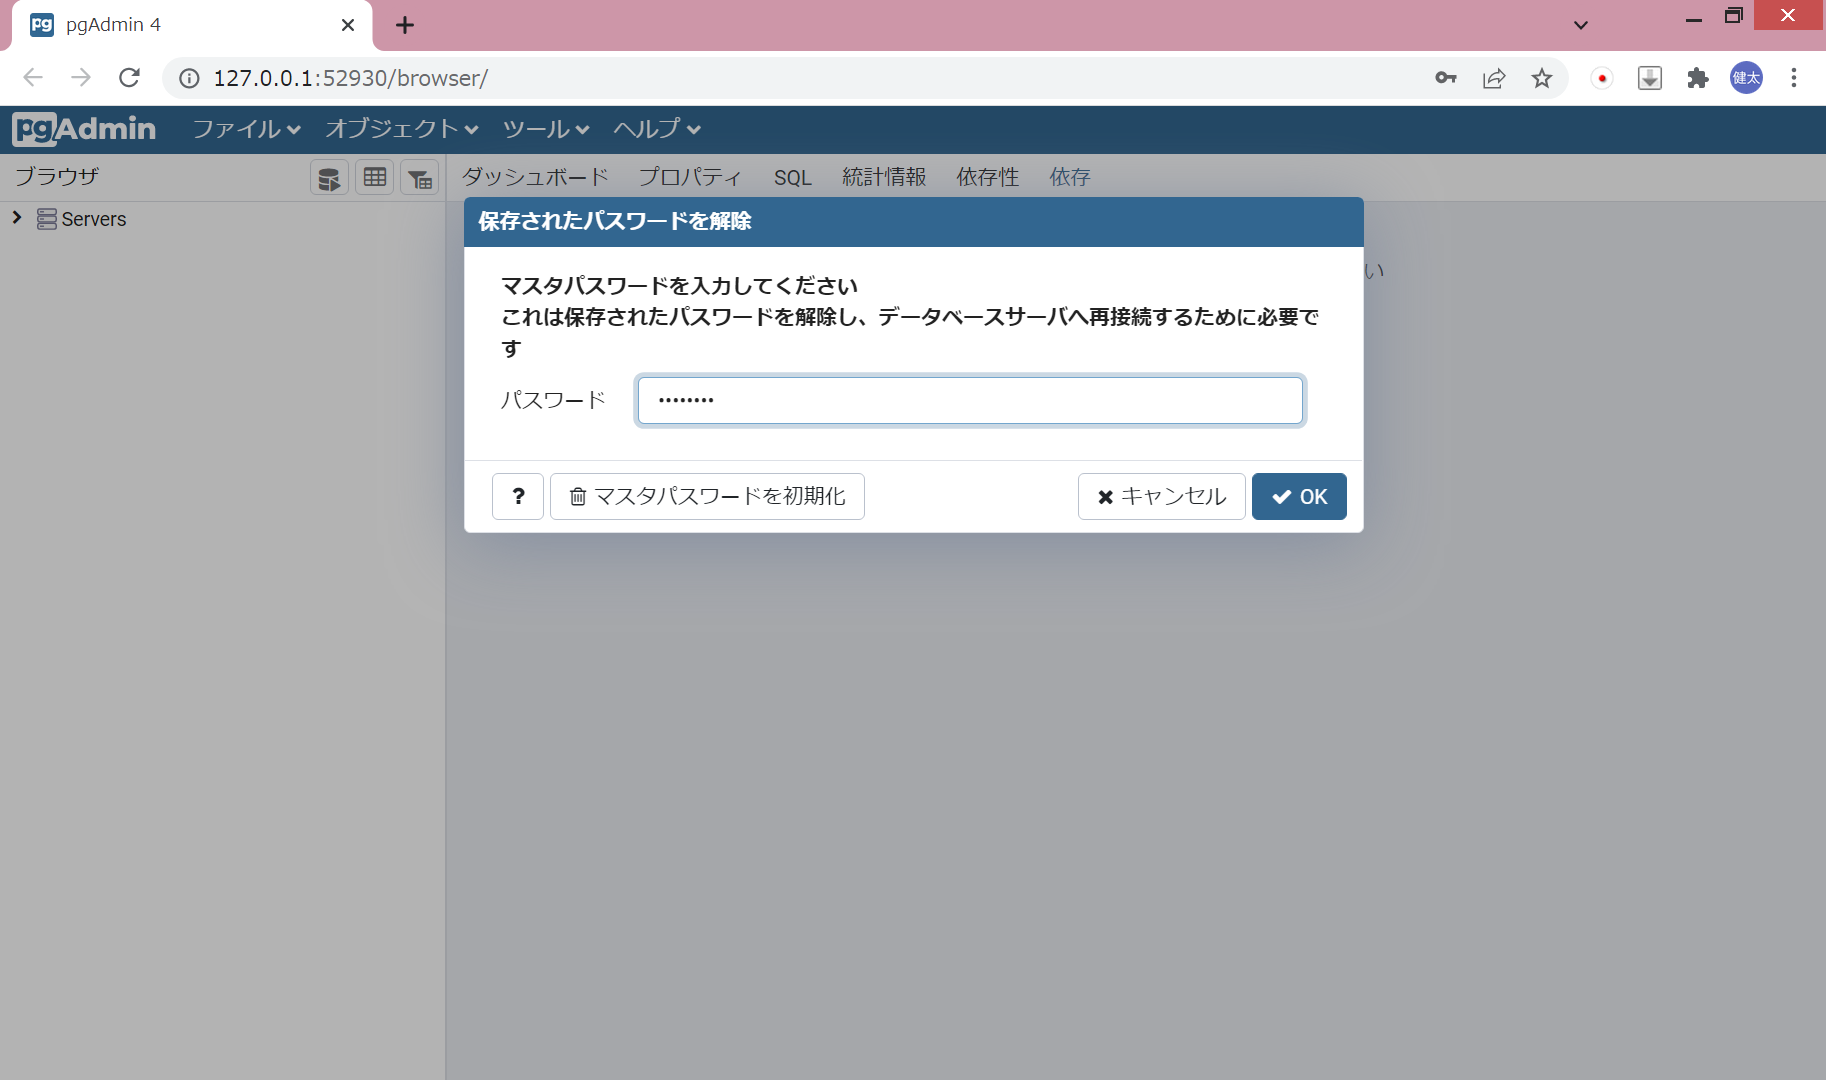 pg pgAdmin 4
127.0.0.1:52930/browser/
健太
pgAdmin ファイル オブジェクト ツール ヘルプ
ブラウザ
ダッシュボード プロパティ SQL 統計情報 依存性 依存
Servers
保存されたパスワードを解除
い
マスタパスワードを入力してください
これは保存されたパスワードを解除し、データベースサーバへ再接続するために必要で
す
パスワード ••••••••
? マスタパスワードを初期化 キャンセル OK